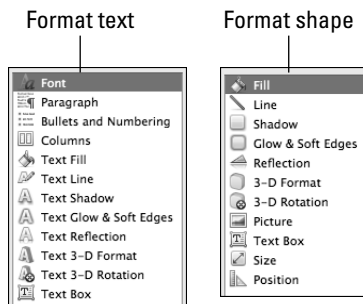 Format text
Format shape
Font
Paragraph
Bullets and Numbering
Columns
Text Fill
Text Line
Text Shadow
Text Glow & Soft Edges
Text Reflection
Text 3-D Format
Text 3-D Rotation
Text Box
Fill
Line
Shadow
Glow & Soft Edges
Reflection
3-D Format
3-D Rotation
Picture
Text Box
Size
Position